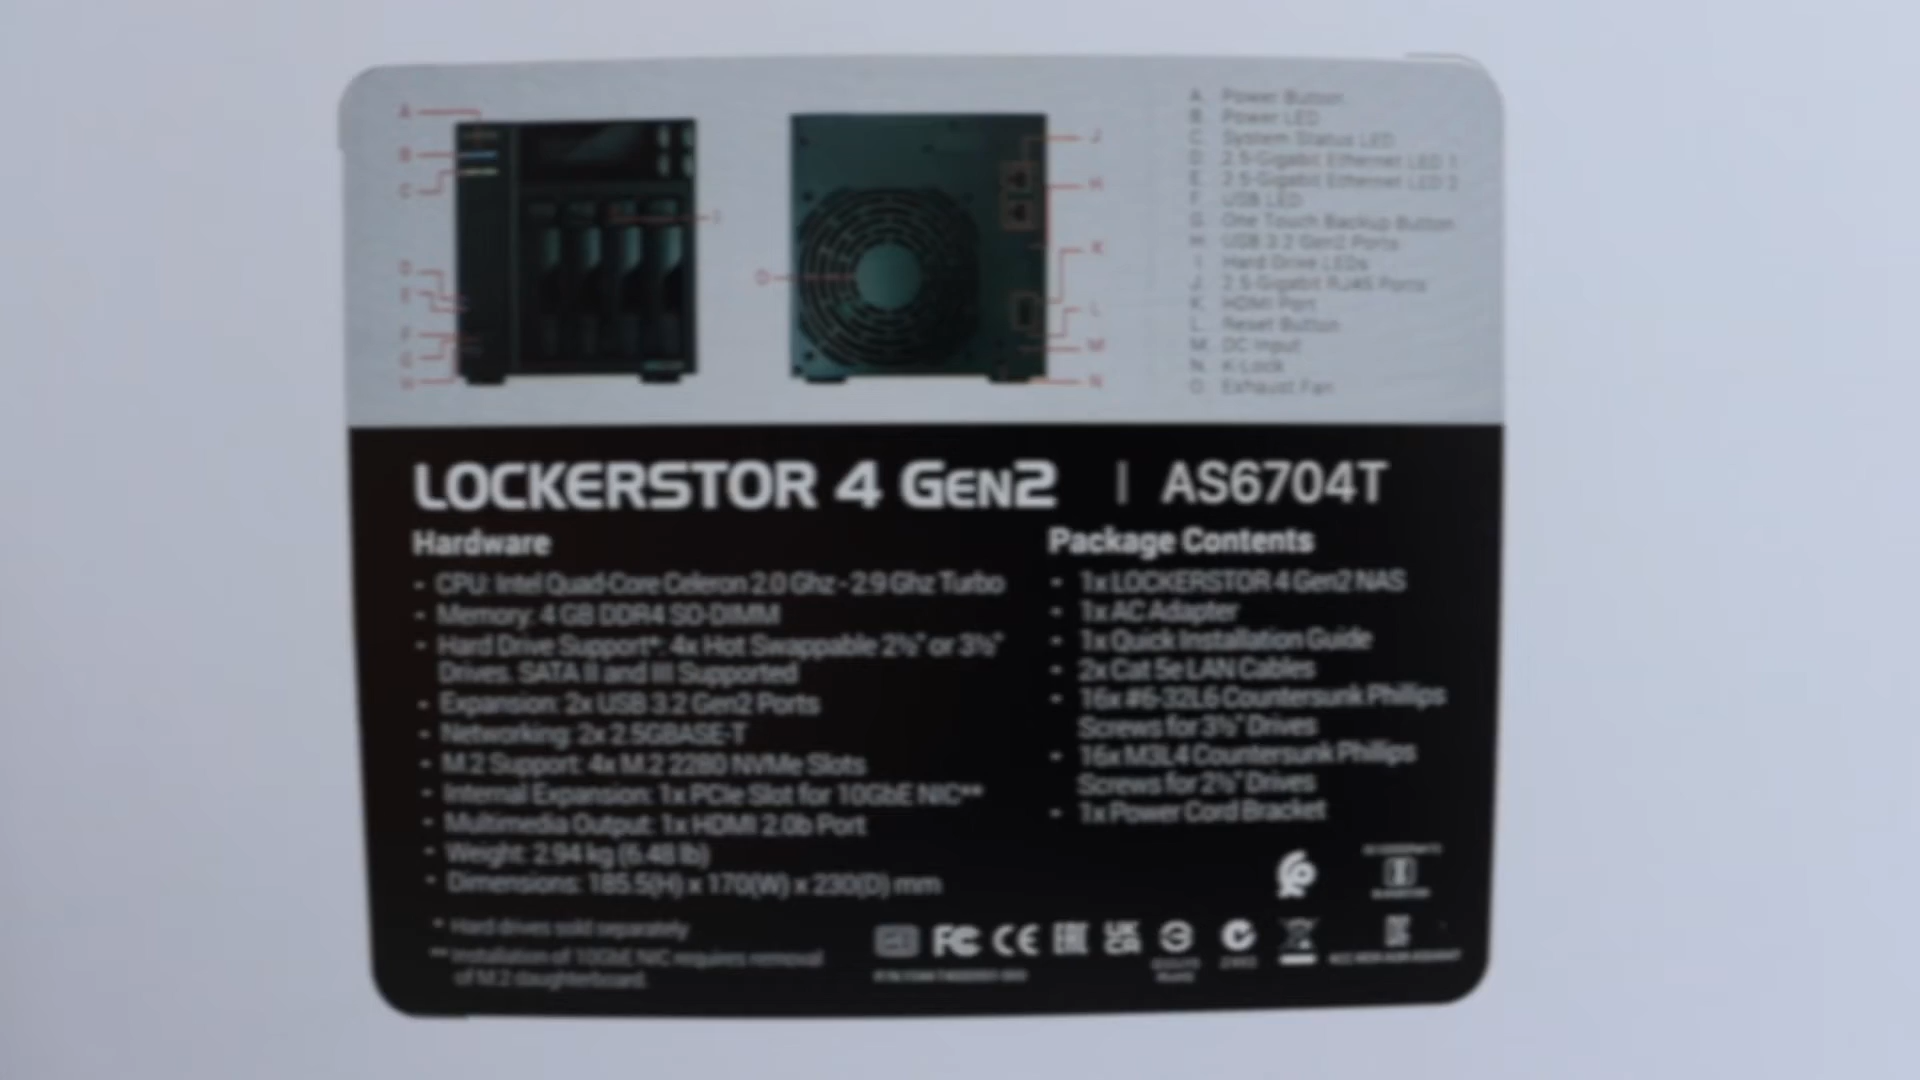 A
B
C
D
E
F
G
H
I
O
J
H
K
L
M
N
A. Power Button
B. Power LED
C. System Status LED
D. 2.5-Gigabit Ethernet LED 1
E. 2.5-Gigabit Ethernet LED 2
F. USB LED
G. One Touch Backup Button
H. USB 3.2 Gen2 Ports
I. Hard Drive LEDs
J. 2.5-Gigabit RJ45 Ports
K. HDMI Port
L. Reset Button
M. DC Input
N. K-Lock
O. Exhaust Fan
LOCKERSTOR 4 GEN2 | AS6704T
Hardware
- CPU: Intel Quad-Core Celeron 2.0 Ghz - 2.9 Ghz Turbo
- Memory: 4 GB DDR4 SO-DIMM
- Hard Drive Support*: 4x Hot Swappable 2½" or 3½"
Drives. SATA II and III Supported
- Expansion: 2x USB 3.2 Gen2 Ports
- Networking: 2x 2.5GBASE-T
- M.2 Support: 4x M.2 2280 NVMe Slots
- Internal Expansion: 1x PCIe Slot for 10GbE NIC**
- Multimedia Output: 1x HDMI 2.0b Port
- Weight: 2.94 kg (6.48 lb)
- Dimensions: 185.5(H) x 170(W) x 230(D) mm
* Hard drives sold separately
** Installation of 10GbE NIC requires removal
of M.2 daughterboard.
Package Contents
- 1x LOCKERSTOR 4 Gen2 NAS
- 1x AC Adapter
- 1x Quick Installation Guide
- 2x Cat 5e LAN Cables
- 16x #6-32L6 Countersunk Phillips
Screws for 3½" Drives
- 16x M3L4 Countersunk Phillips
Screws for 2½" Drives
- 1x Power Cord Bracket
FC CE EAC UKCA